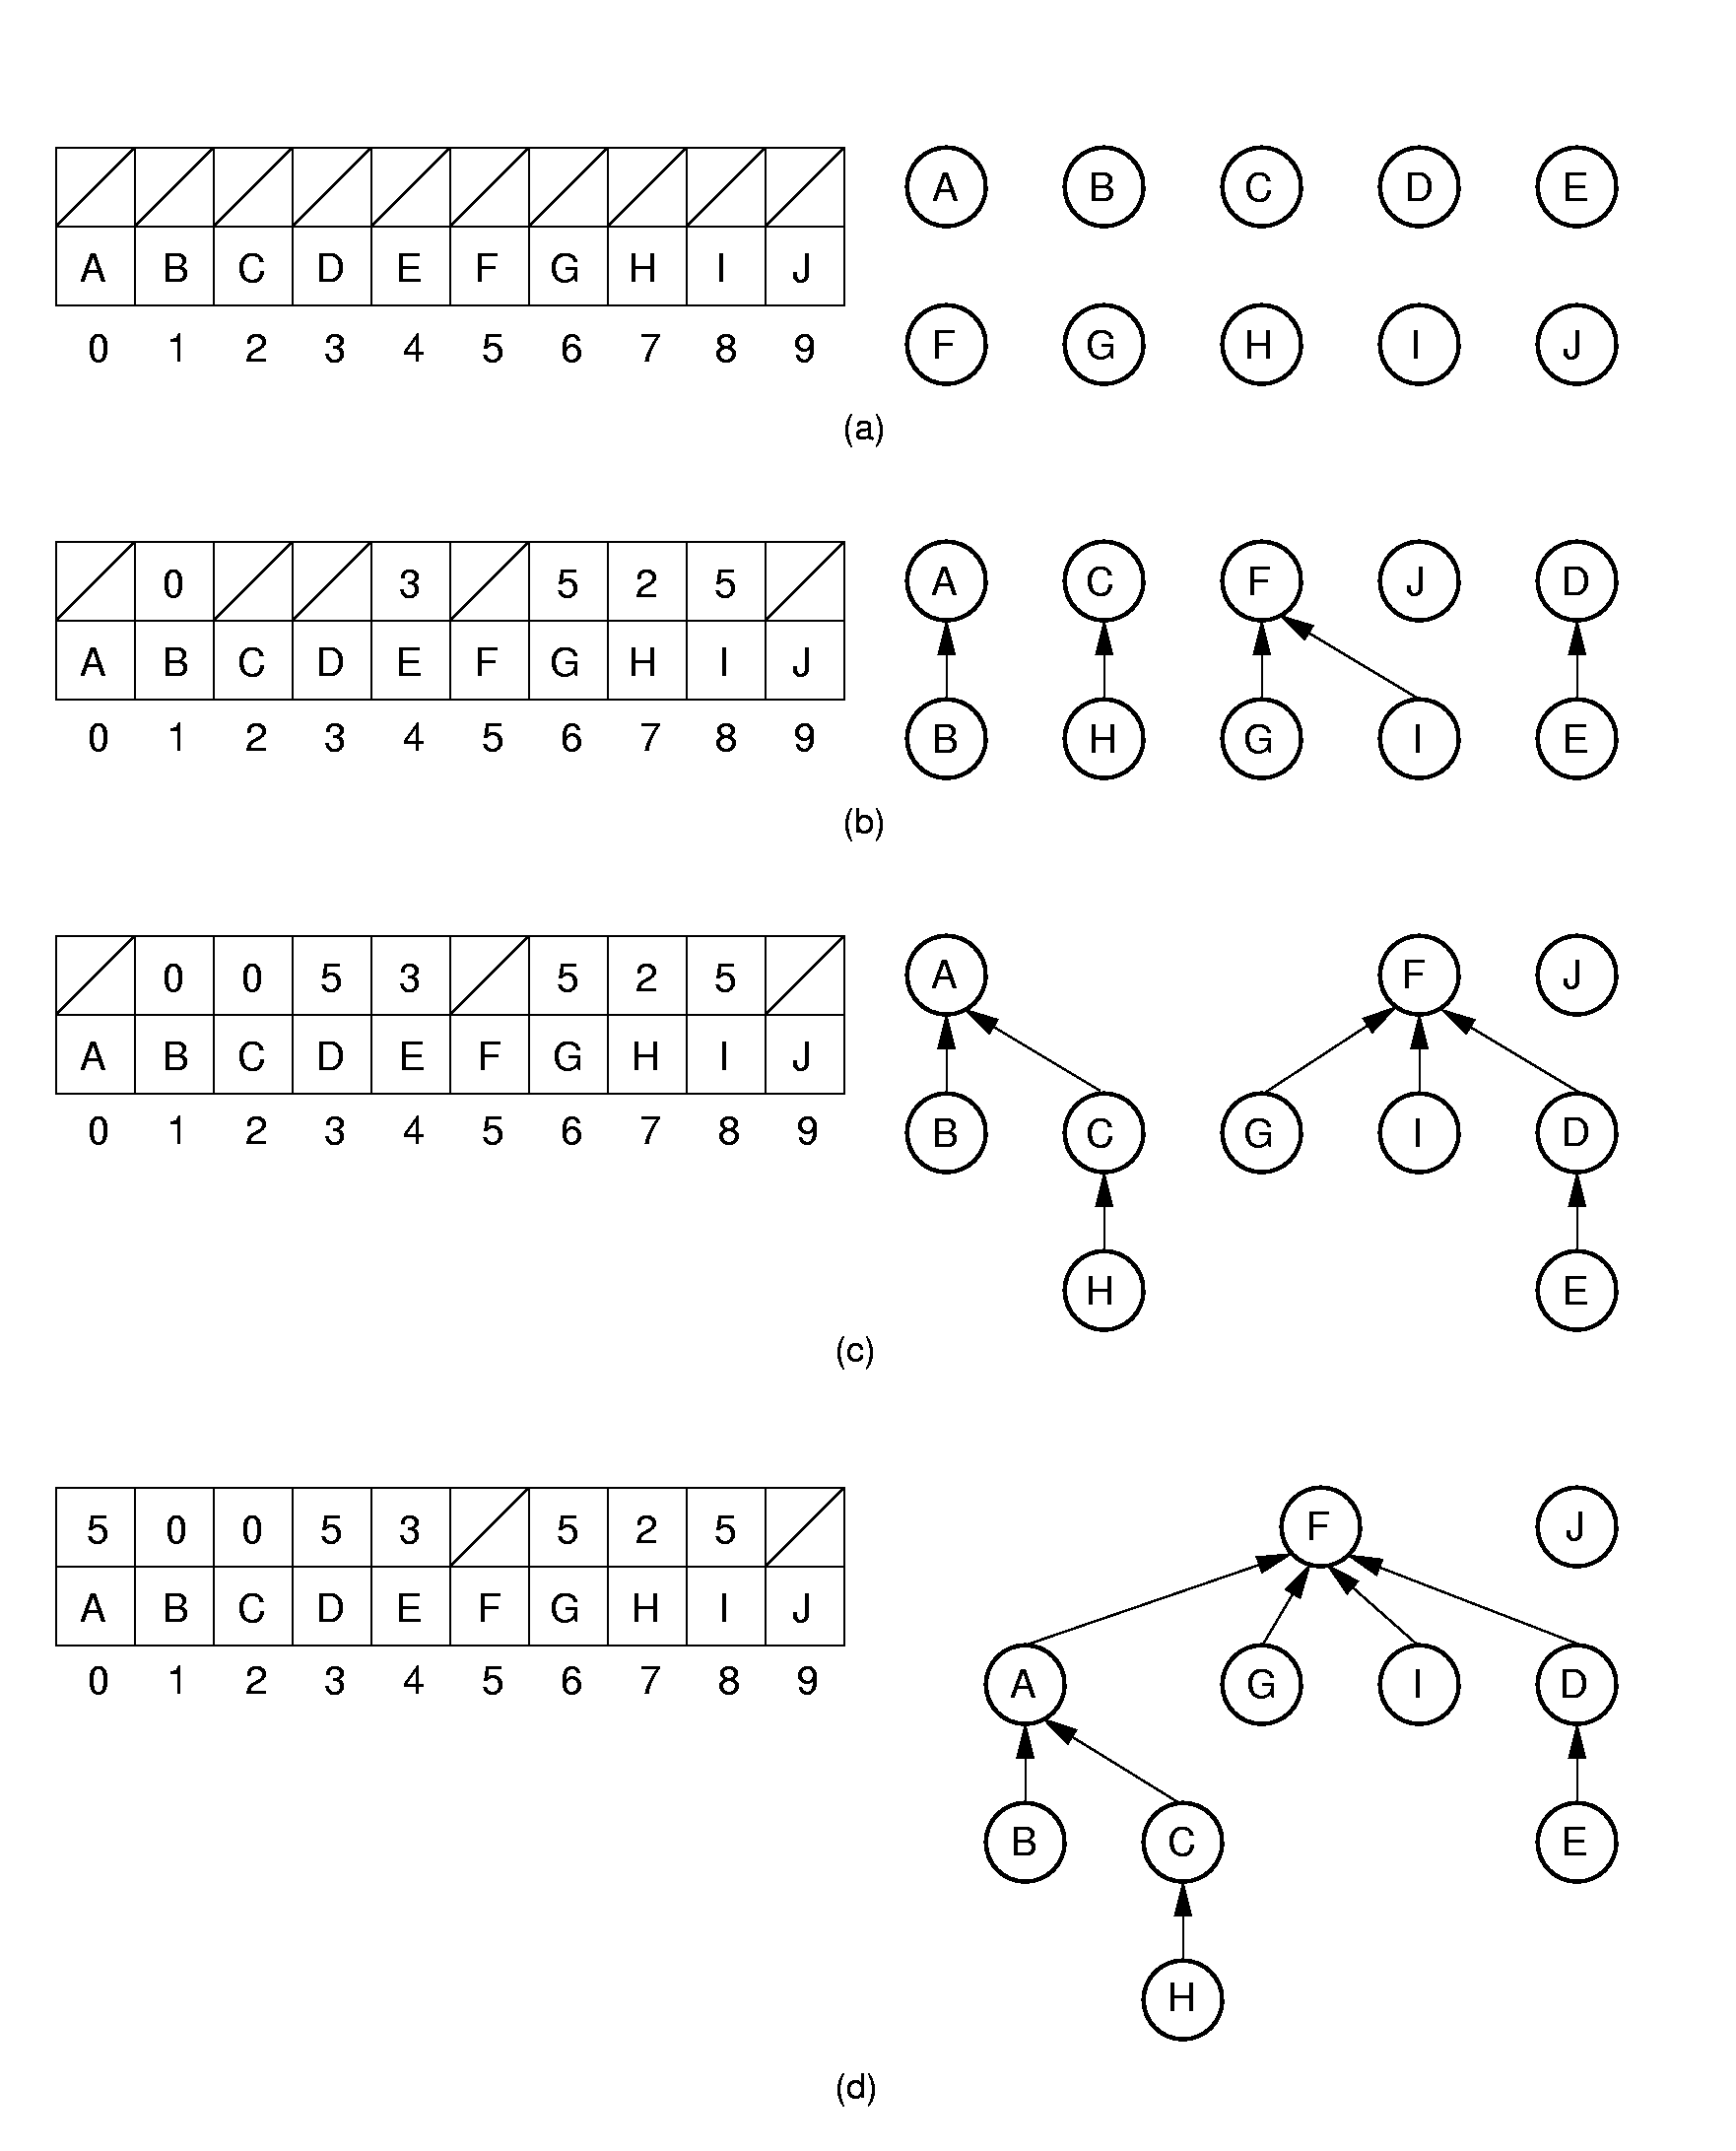 A B C D E
A B C D E F G H I J
0 1 2 3 4 5 6 7 8 9
F G H I J
(a)
0 3 5 2 5
A B C D E F G H I J
0 1 2 3 4 5 6 7 8 9
A C F J D
B H G I E
(b)
0 0 5 3 5 2 5
A B C D E F G H I J
0 1 2 3 4 5 6 7 8 9
A F J
B C G I D
H E
(c)
5 0 0 5 3 5 2 5
A B C D E F G H I J
0 1 2 3 4 5 6 7 8 9
F J
A G I D
B C E
H
(d)